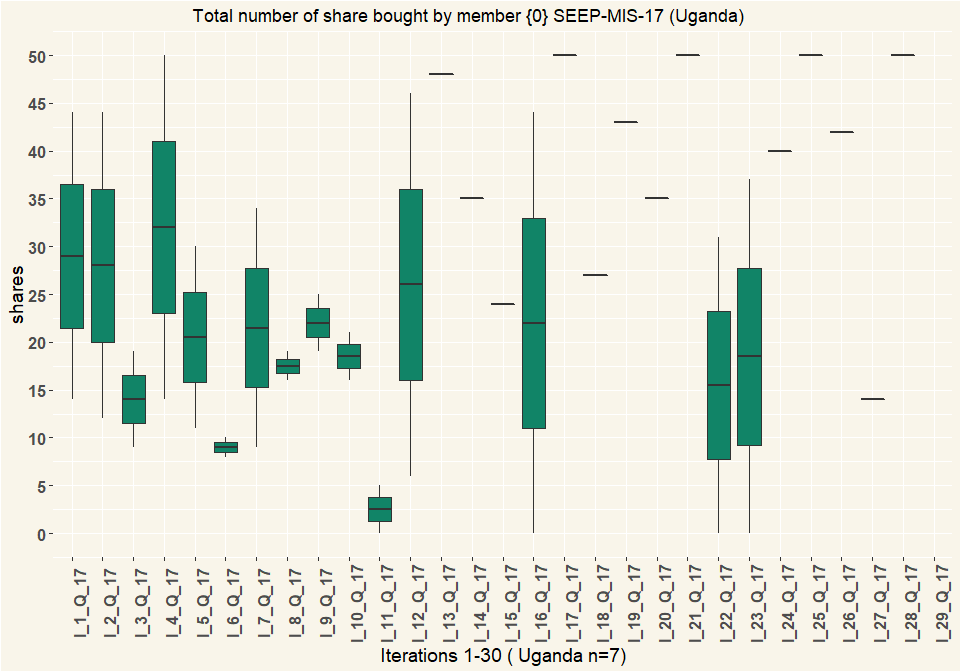 Total number of share bought by member {0} SEEP-MIS-17 (Uganda)
50
45
40
35
30
25
20
15
10
5
0
shares
I_1_Q_17
I_2_Q_17
I_3_Q_17
I_4_Q_17
I_5_Q_17
I_6_Q_17
I_7_Q_17
I_8_Q_17
I_9_Q_17
I_10_Q_17
I_11_Q_17
I_12_Q_17
I_13_Q_17
I_14_Q_17
I_15_Q_17
I_16_Q_17
I_17_Q_17
I_18_Q_17
I_19_Q_17
I_20_Q_17
I_21_Q_17
I_22_Q_17
I_23_Q_17
I_24_Q_17
I_25_Q_17
I_26_Q_17
I_27_Q_17
I_28_Q_17
I_29_Q_17
Iterations 1-30 ( Uganda n=7)